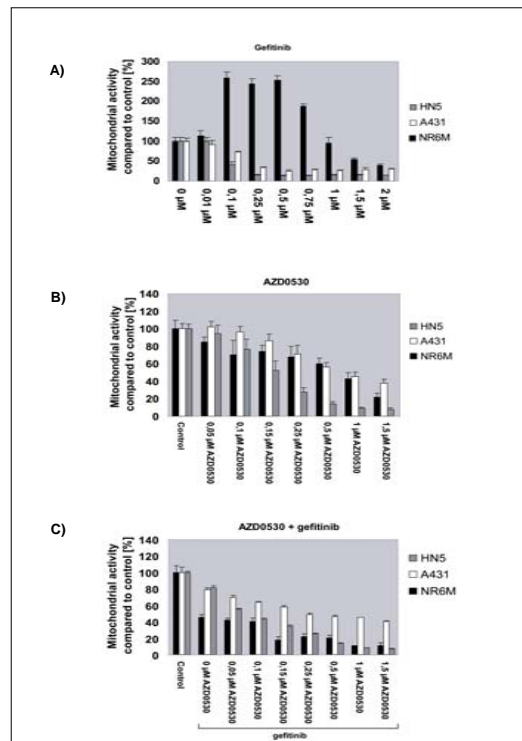 Gefitinib
A)
Mitochondrial activity
compared to control [%]
300
250
200
150
100
50
0
HN5
A431
NR6M
0 µM
0,01 µM
0,1 µM
0,25 µM
0,5 µM
0,75 µM
1 µM
1,5 µM
2 µM
AZD0530
B)
Mitochondrial activity
compared to control [%]
140
120
100
80
60
40
20
0
HN5
A431
NR6M
Control
0,05 µM AZD0530
0,1 µM AZD0530
0,15 µM AZD0530
0,25 µM AZD0530
0,5 µM AZD0530
1 µM AZD0530
1,5 µM AZD0530
AZD0530 + gefitinib
C)
Mitochondrial activity
compared to control [%]
140
120
100
80
60
40
20
0
HN5
A431
NR6M
Control
0 µM AZD0530
0,05 µM AZD0530
0,1 µM AZD0530
0,15 µM AZD0530
0,25 µM AZD0530
0,5 µM AZD0530
1 µM AZD0530
1,5 µM AZD0530
gefitinib